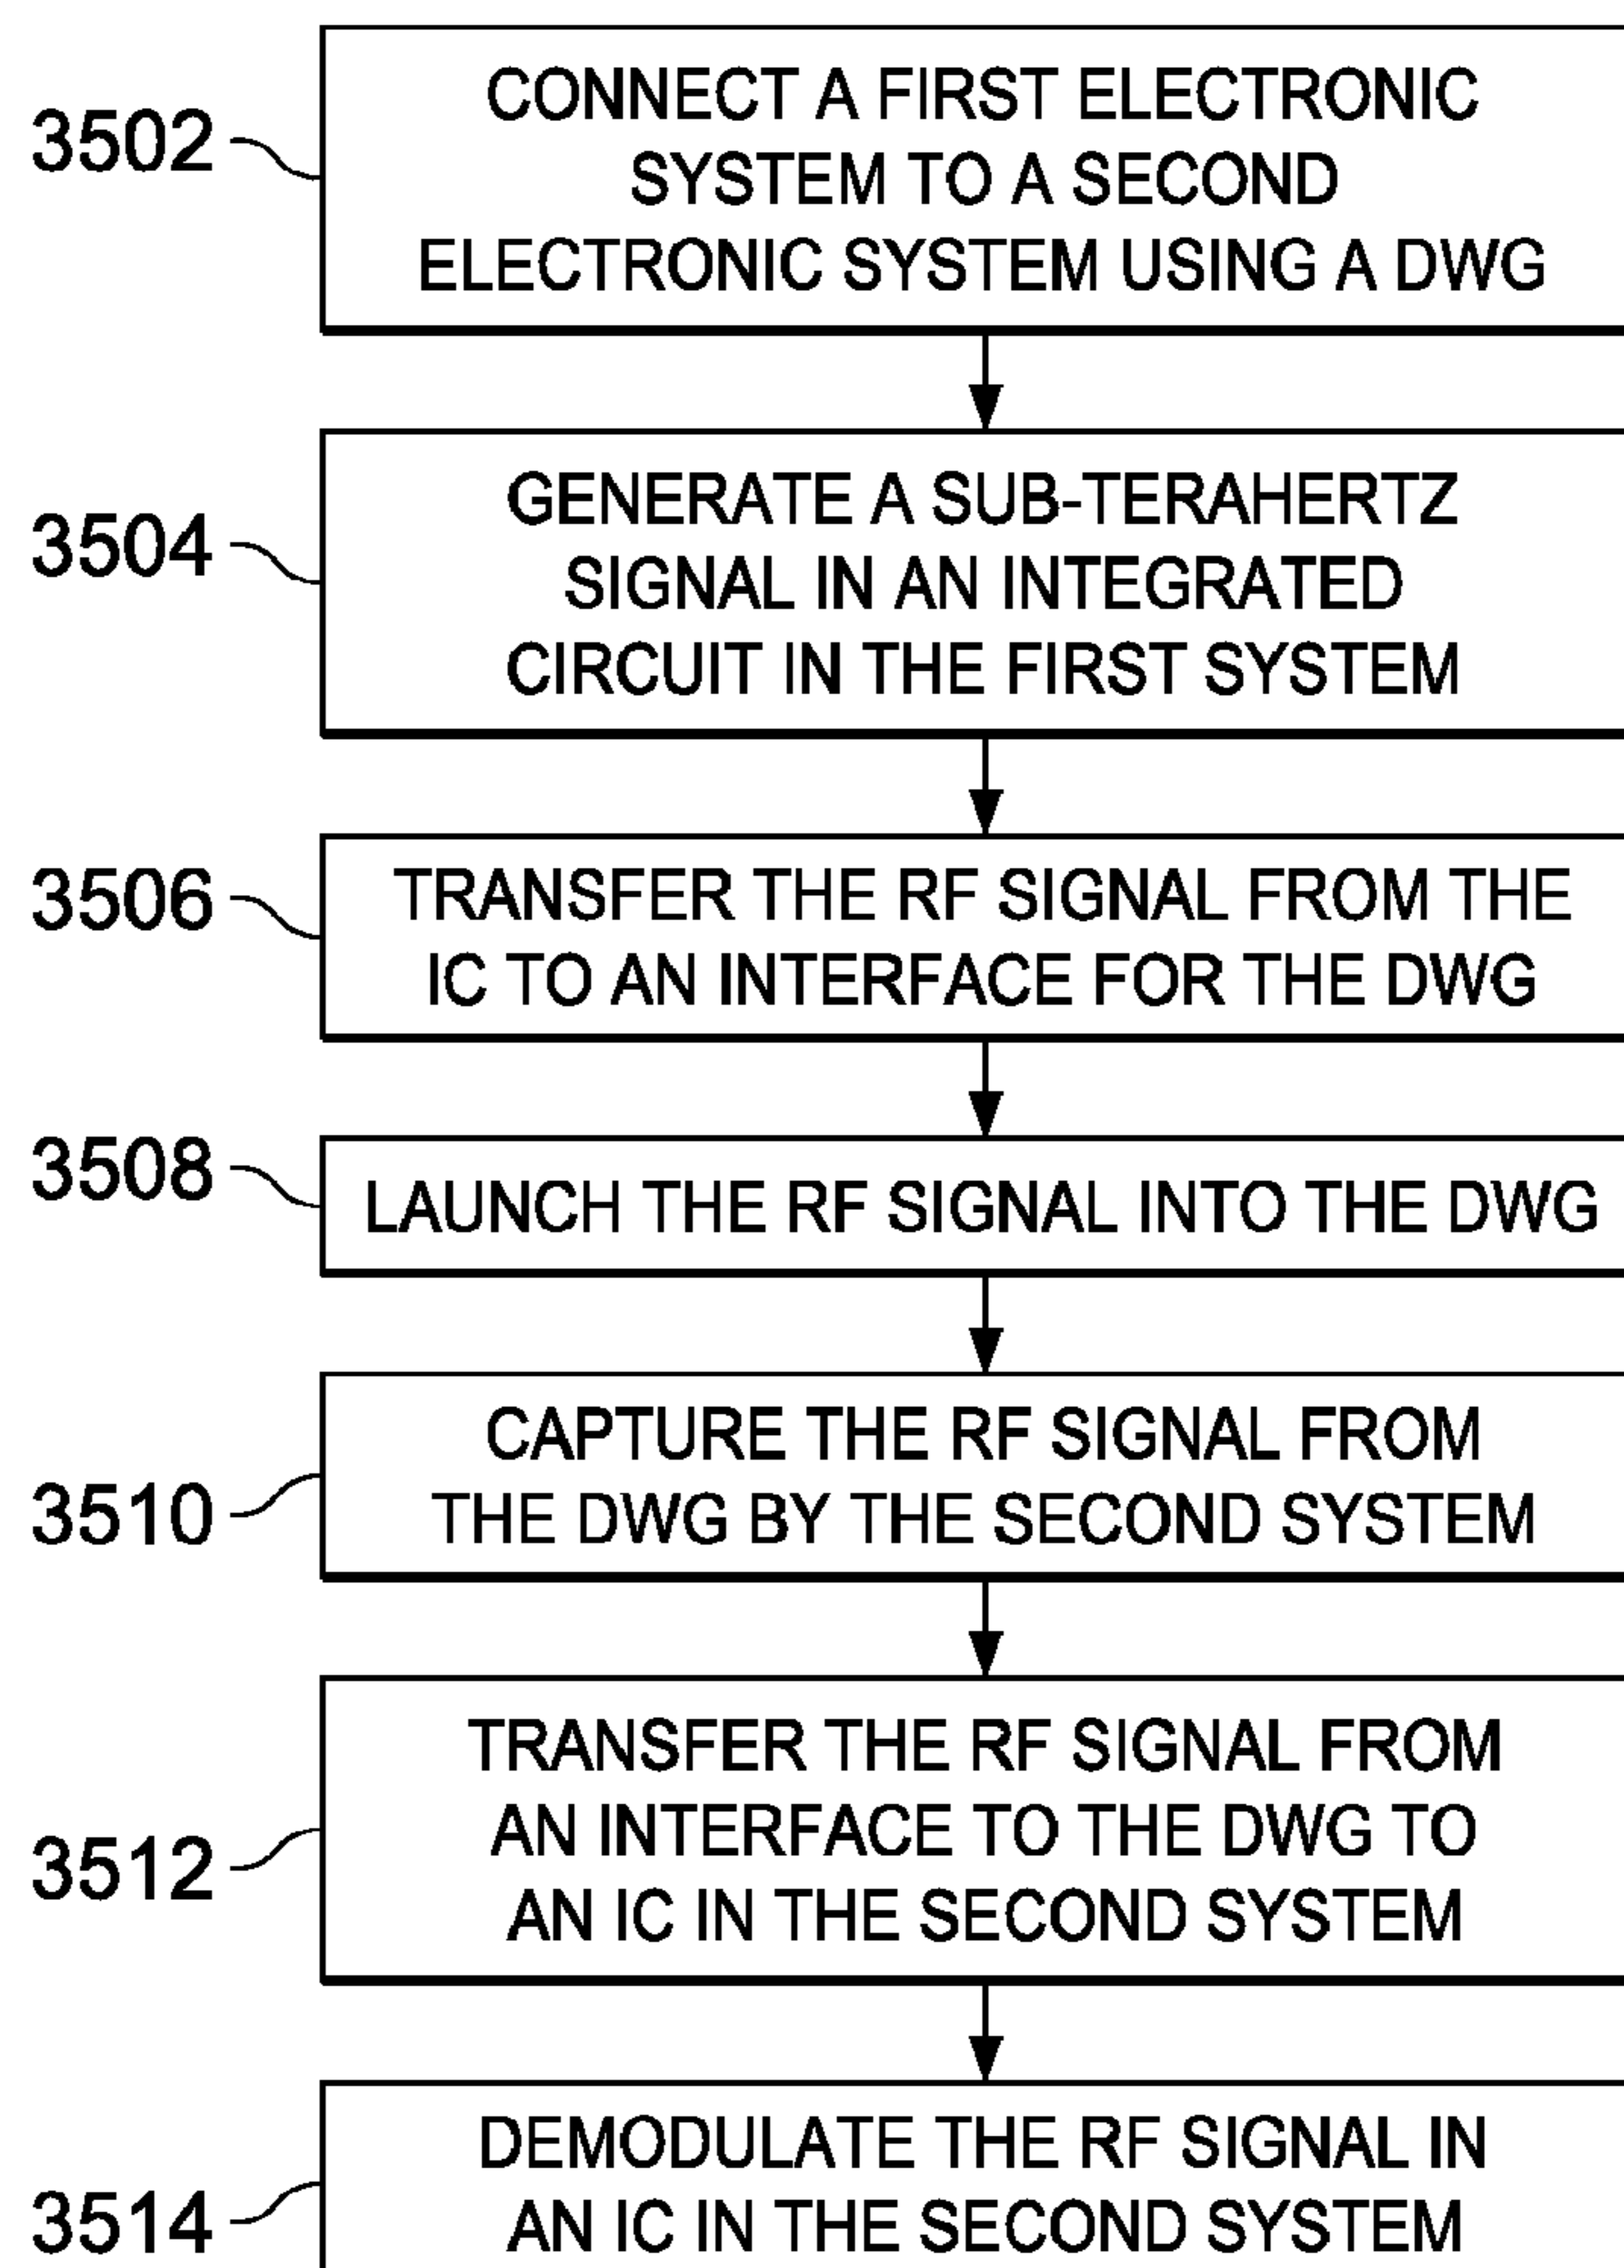 3502
CONNECT A FIRST ELECTRONIC
SYSTEM TO A SECOND
ELECTRONIC SYSTEM USING A DWG
3504
GENERATE A SUB-TERAHERTZ
SIGNAL IN AN INTEGRATED
CIRCUIT IN THE FIRST SYSTEM
3506
TRANSFER THE RF SIGNAL FROM THE
IC TO AN INTERFACE FOR THE DWG
3508
LAUNCH THE RF SIGNAL INTO THE DWG
3510
CAPTURE THE RF SIGNAL FROM
THE DWG BY THE SECOND SYSTEM
3512
TRANSFER THE RF SIGNAL FROM
AN INTERFACE TO THE DWG TO
AN IC IN THE SECOND SYSTEM
3514
DEMODULATE THE RF SIGNAL IN
AN IC IN THE SECOND SYSTEM